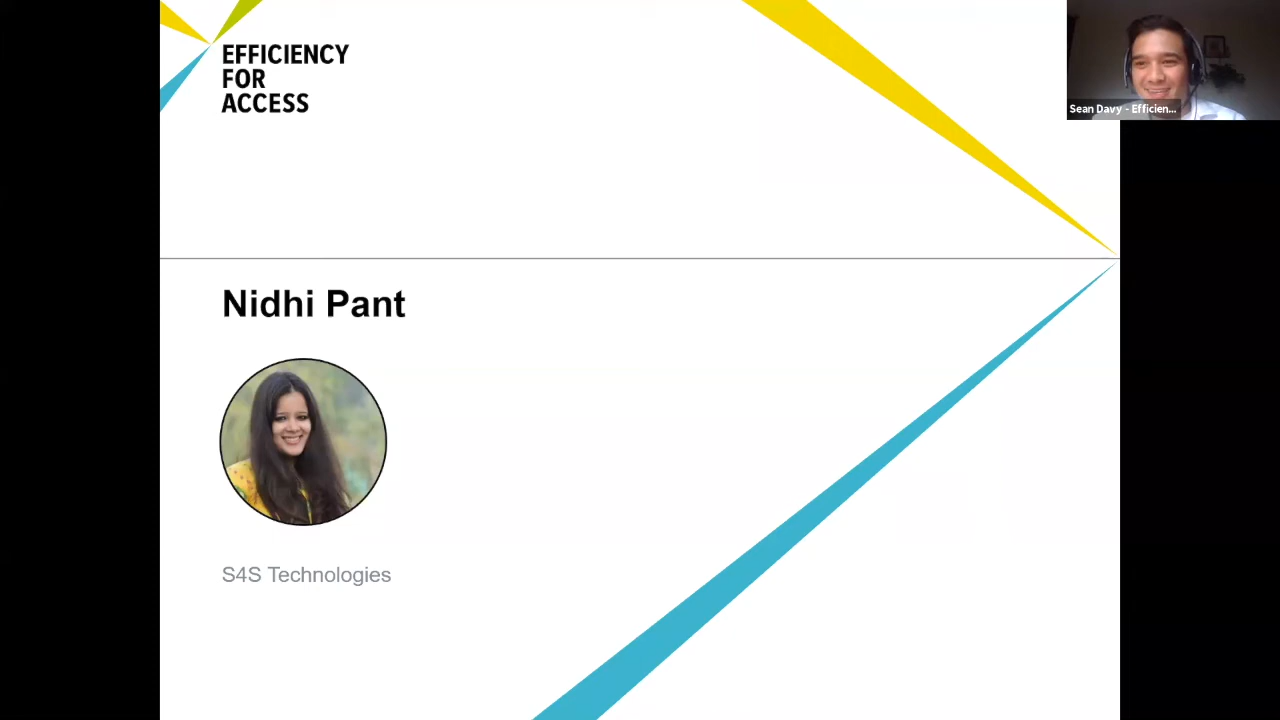 EFFICIENCY
FOR
ACCESS
Sean Davy - Efficien...
Nidhi Pant
S4S Technologies